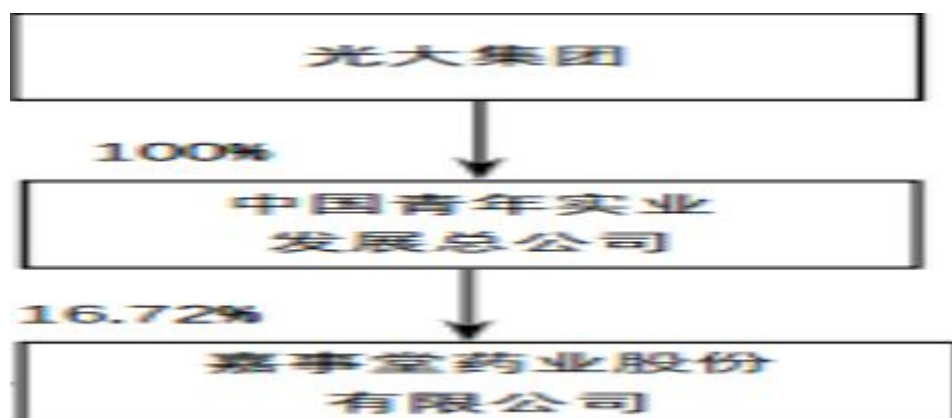 光大集团
100%
中国青年实业
发展总公司
16.72%
嘉事堂药业股份
有限公司